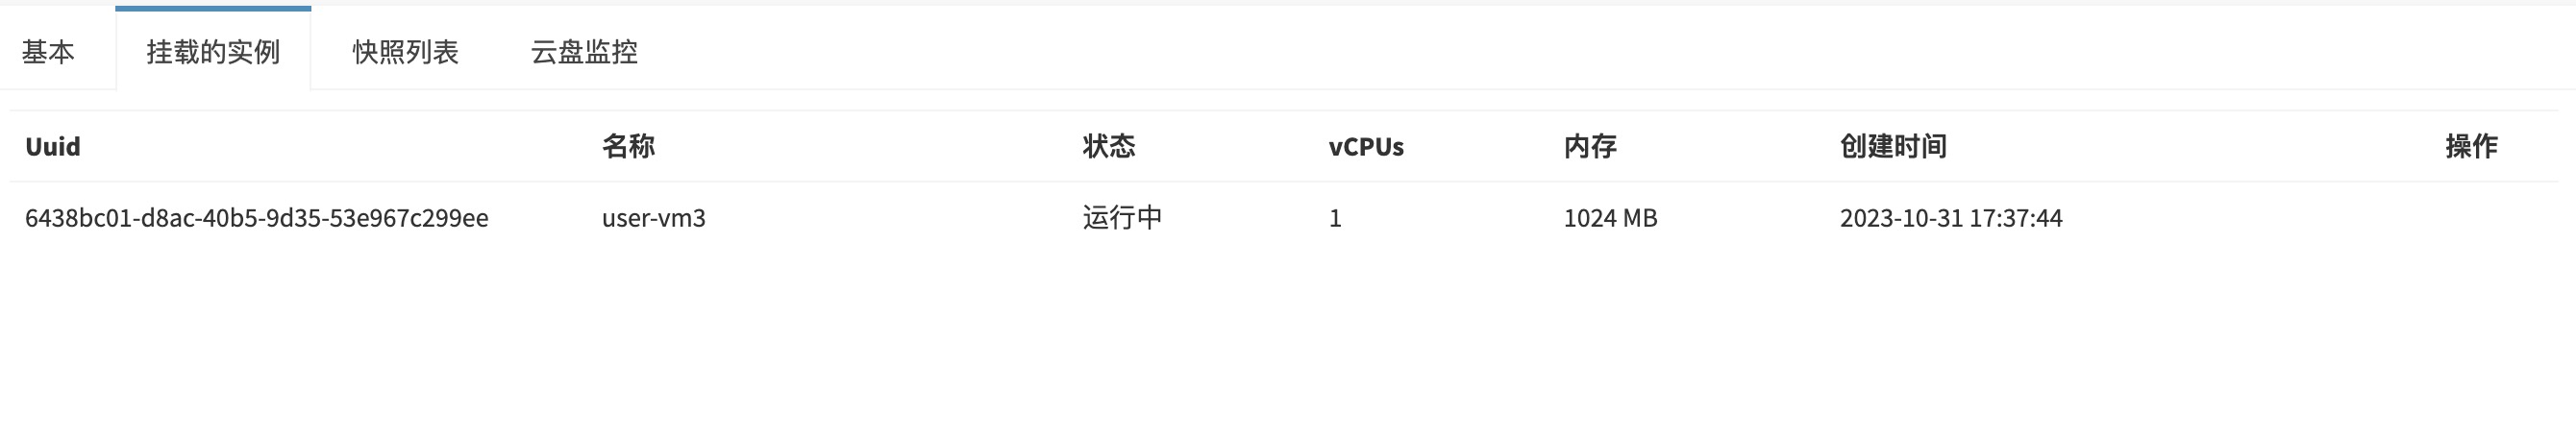 基本 挂载的实例 快照列表 云盘监控
Uuid 名称 状态 vCPUs 内存 创建时间 操作
6438bc01-d8ac-40b5-9d35-53e967c299ee user-vm3 运行中 1 1024 MB 2023-10-31 17:37:44